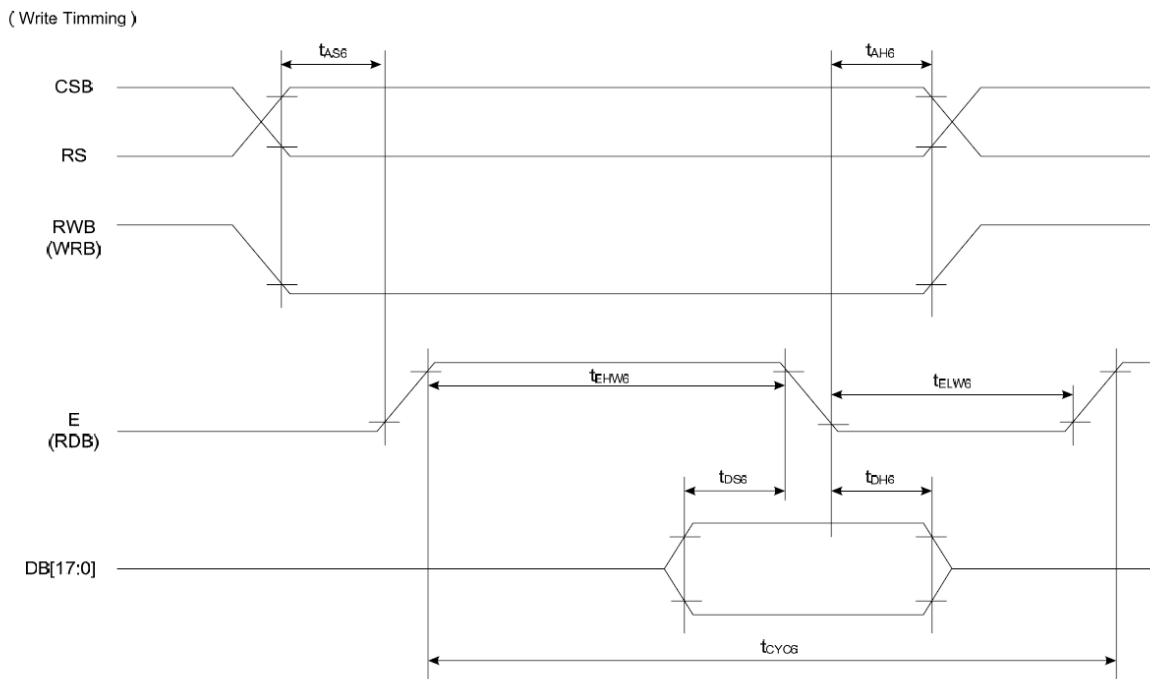 ( Write Timming )
tAS6
tAH6
CSB
RS
RWB
(WRB)
tEHW6
tELW6
E
(RDB)
tDS6
tDH6
DB[17:0]
tCYC6